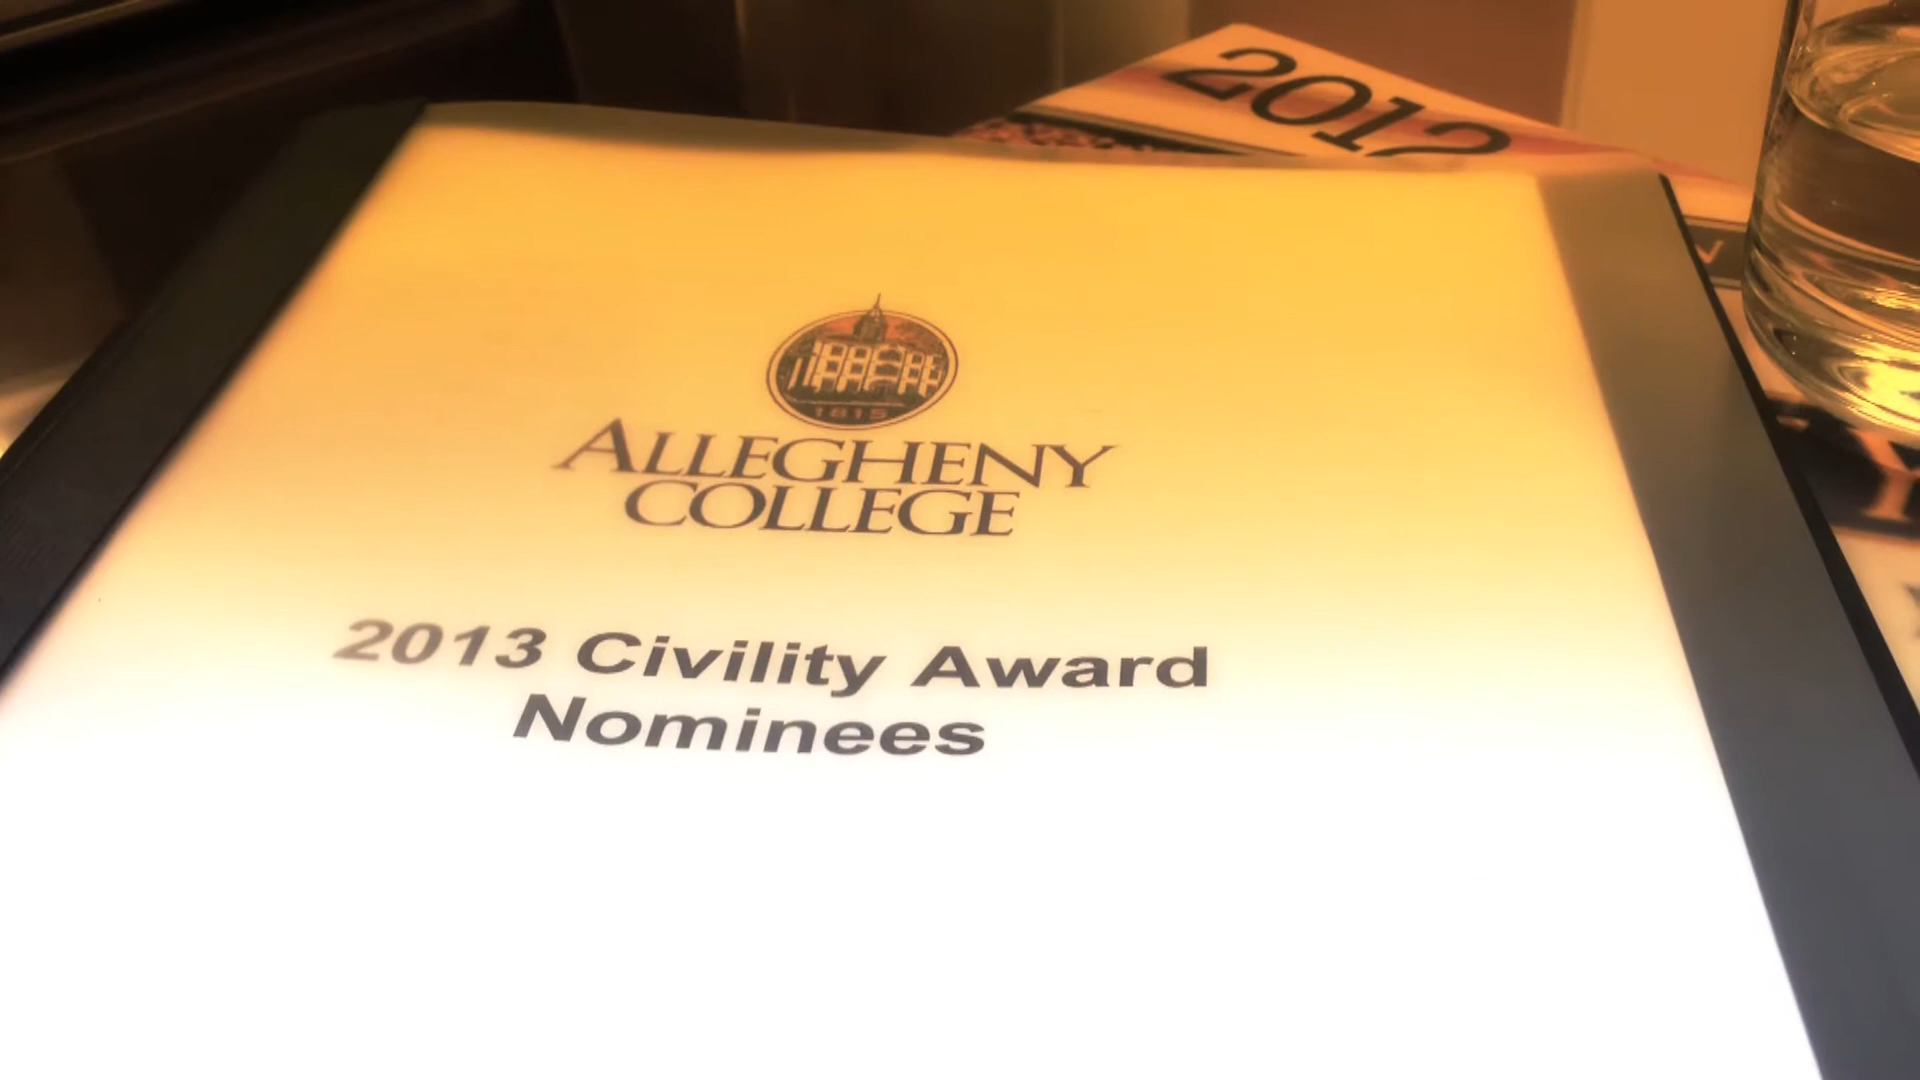 2012
1815
ALLEGHENY
COLLEGE
2013 Civility Award
Nominees